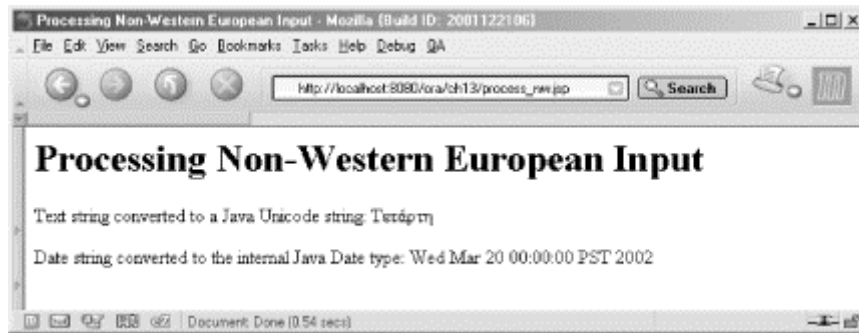 Processing Non-Western European Input - Mozilla {Build ID: 2001122106}
File Edit View Search Go Bookmarks Tasks Help Debug QA
http://localhost:8080/ora/ch13/process_nw.jsp Search
Processing Non-Western European Input
Text string converted to a Java Unicode string: Τετάρτη
Date string converted to the internal Java Date type: Wed Mar 20 00:00:00 PST 2002
Document: Done (0.54 secs)